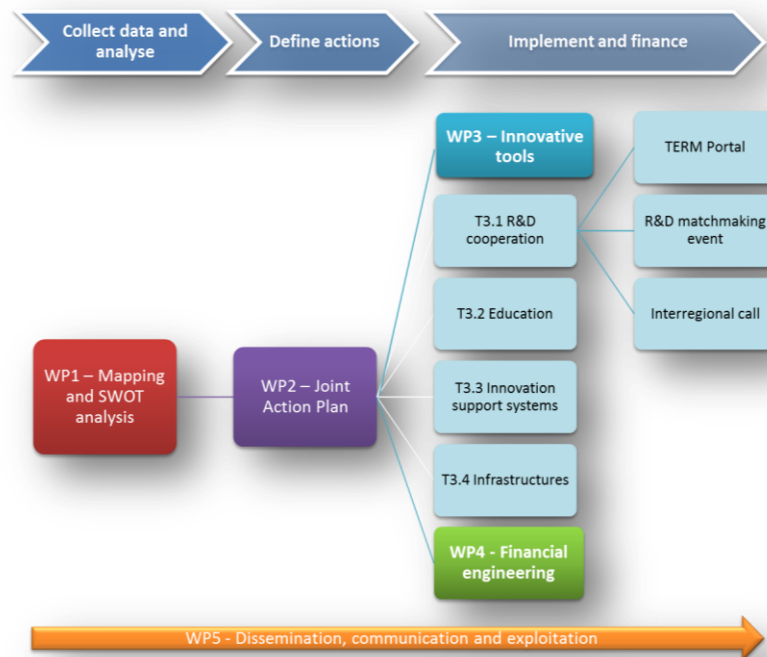 Collect data and
analyse
Define actions
Implement and finance
WP3 – Innovative
tools
TERM Portal
T3.1 R&D
cooperation
R&D matchmaking
event
T3.2 Education
Interregional call
WP1 – Mapping
and SWOT
analysis
WP2 – Joint
Action Plan
T3.3 Innovation
support systems
T3.4 Infrastructures
WP4 - Financial
engineering
WP5 - Dissemination, communication and exploitation